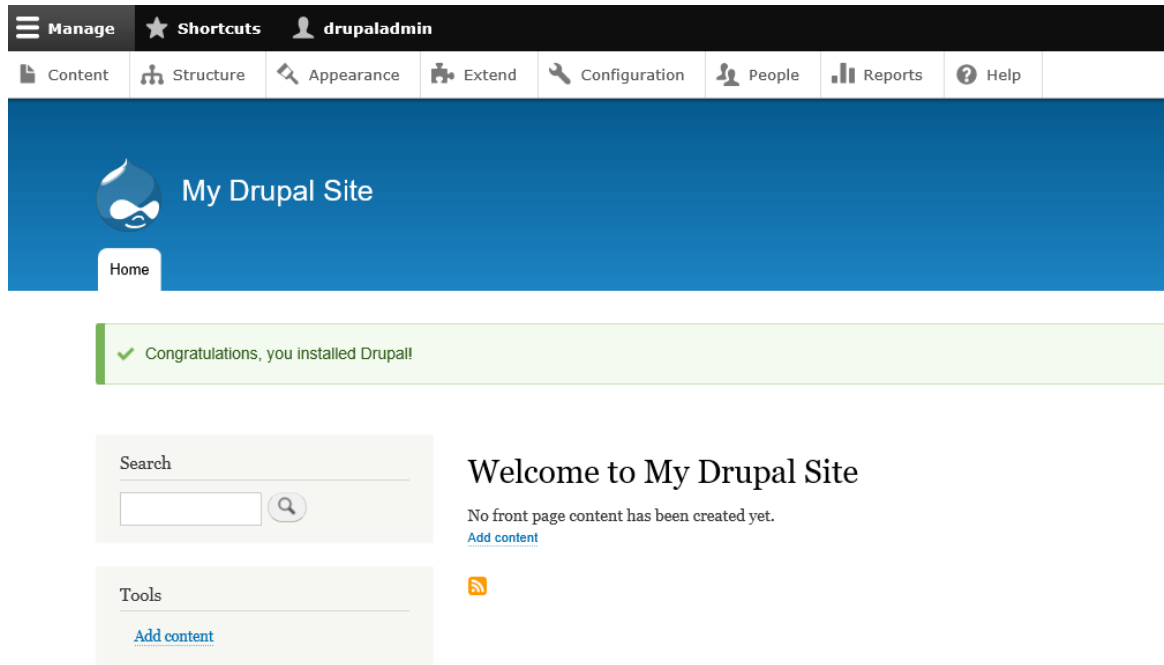 Manage Shortcuts drupaladmin
Content Structure Appearance Extend Configuration People Reports Help
My Drupal Site
Home
Congratulations, you installed Drupal!
Search
Welcome to My Drupal Site
No front page content has been created yet.
Add content
Tools
Add content